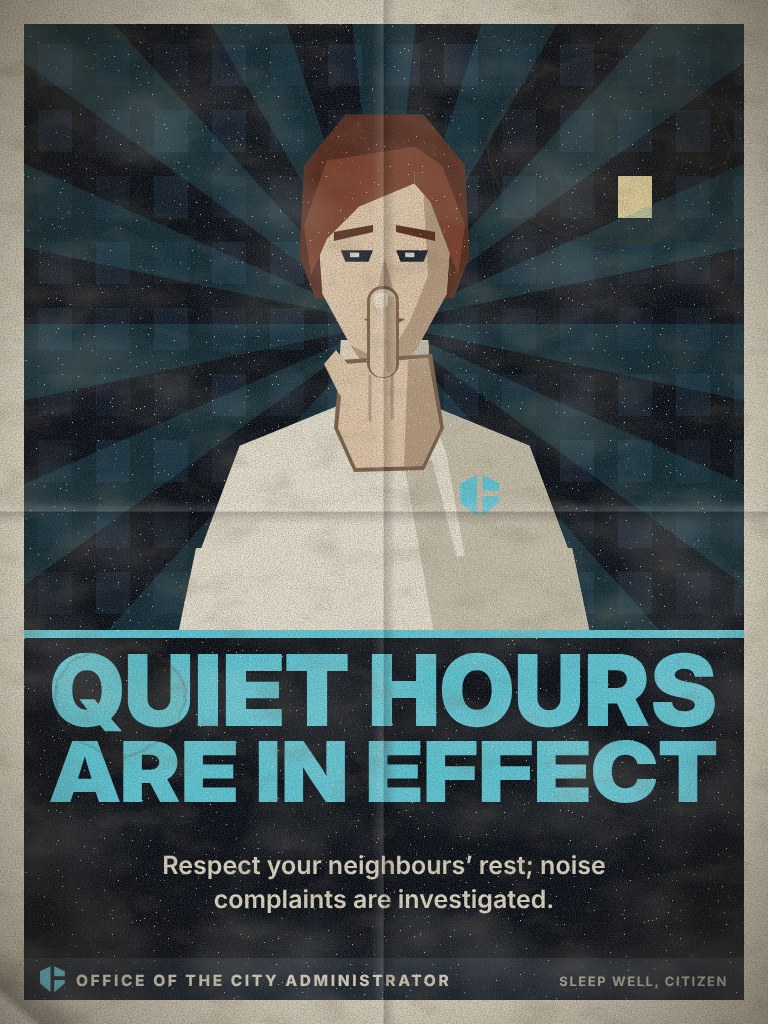 QUIET HOURS
ARE IN EFFECT
Respect your neighbours’ rest; noise
complaints are investigated.
OFFICE OF THE CITY ADMINISTRATOR
SLEEP WELL, CITIZEN